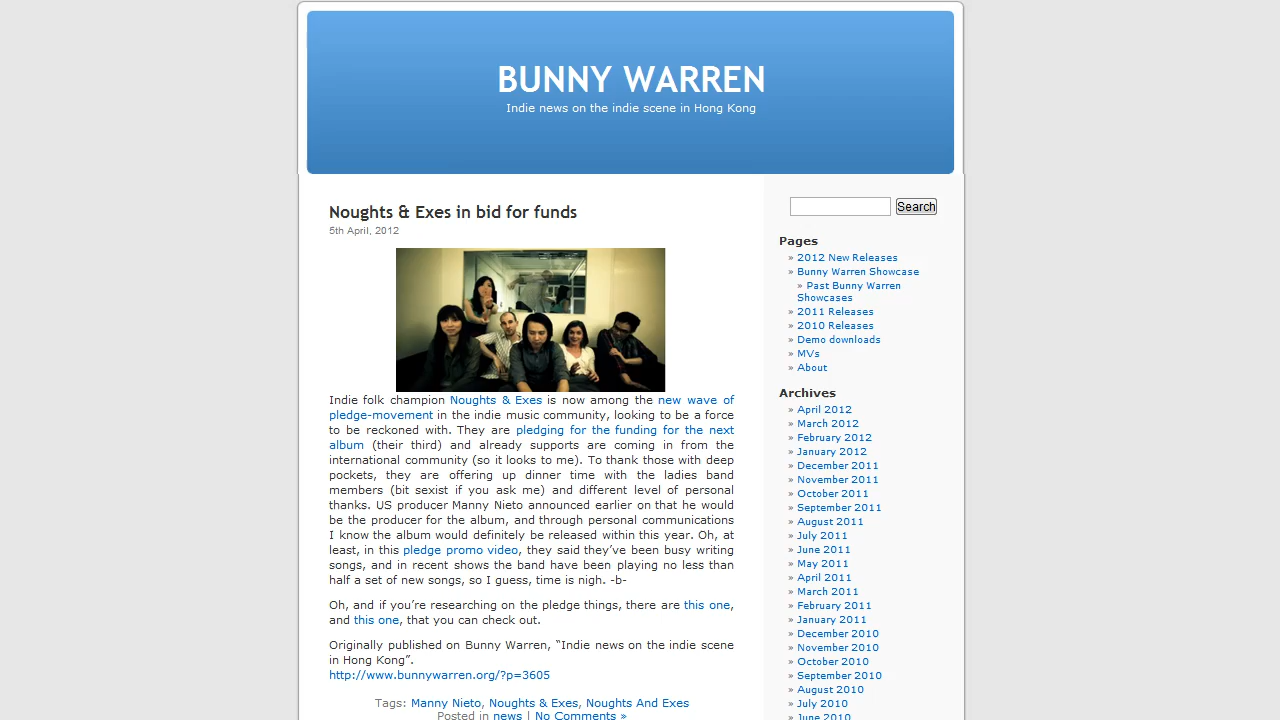 BUNNY WARREN
Indie news on the indie scene in Hong Kong
Noughts & Exes in bid for funds
5th April, 2012
Indie folk champion Noughts & Exes is now among the new wave of
pledge-movement in the indie music community, looking to be a force
to be reckoned with. They are pledging for the funding for the next
album (their third) and already supports are coming in from the
international community (so it looks to me). To thank those with deep
pockets, they are offering up dinner time with the ladies band
members (bit sexist if you ask me) and different level of personal
thanks. US producer Manny Nieto announced earlier on that he would
be the producer for the album, and through personal communications
I know the album would definitely be released within this year. Oh, at
least, in this pledge promo video, they said they’ve been busy writing
songs, and in recent shows the band have been playing no less than
half a set of new songs, so I guess, time is nigh. -b-
Oh, and if you’re researching on the pledge things, there are this one,
and this one, that you can check out.
Originally published on Bunny Warren, “Indie news on the indie scene
in Hong Kong”.
http://www.bunnywarren.org/?p=3605
Tags: Manny Nieto, Noughts & Exes, Noughts And Exes
Posted in news | No Comments »
Search
Pages
» 2012 New Releases
» Bunny Warren Showcase
» Past Bunny Warren
Showcases
» 2011 Releases
» 2010 Releases
» Demo downloads
» MVs
» About
Archives
» April 2012
» March 2012
» February 2012
» January 2012
» December 2011
» November 2011
» October 2011
» September 2011
» August 2011
» July 2011
» June 2011
» May 2011
» April 2011
» March 2011
» February 2011
» January 2011
» December 2010
» November 2010
» October 2010
» September 2010
» August 2010
» July 2010
» June 2010